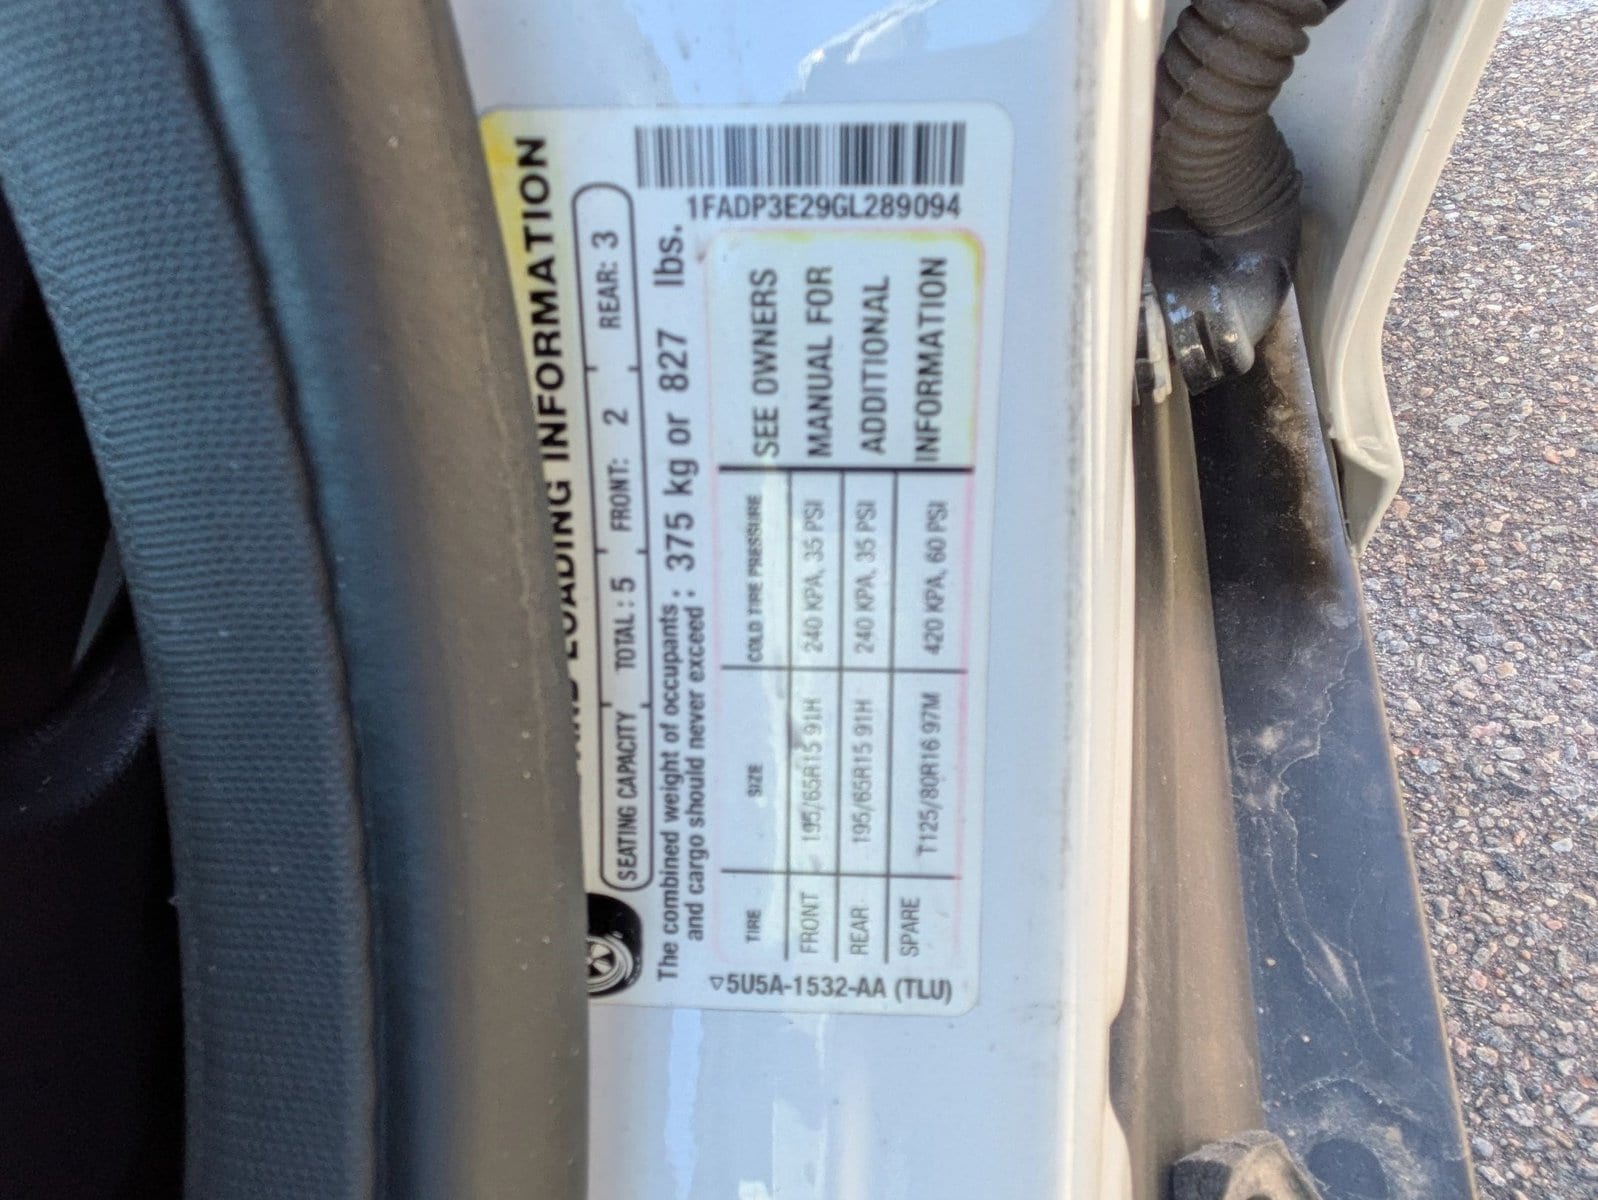 AND LOADING INFORMATION
SEATING CAPACITY TOTAL: 5 FRONT: 2 REAR: 3
The combined weight of occupants
and cargo should never exceed: 375 kg or 827 lbs.
TIRE SIZE COLD TIRE PRESSURE
FRONT 195/65R15 91H 240 KPA, 35 PSI
REAR 195/65R15 91H 240 KPA, 35 PSI
SPARE T125/80R16 97M 420 KPA, 60 PSI
SEE OWNERS
MANUAL FOR
ADDITIONAL
INFORMATION
5U5A-1532-AA (TLU)
1FADP3E29GL289094